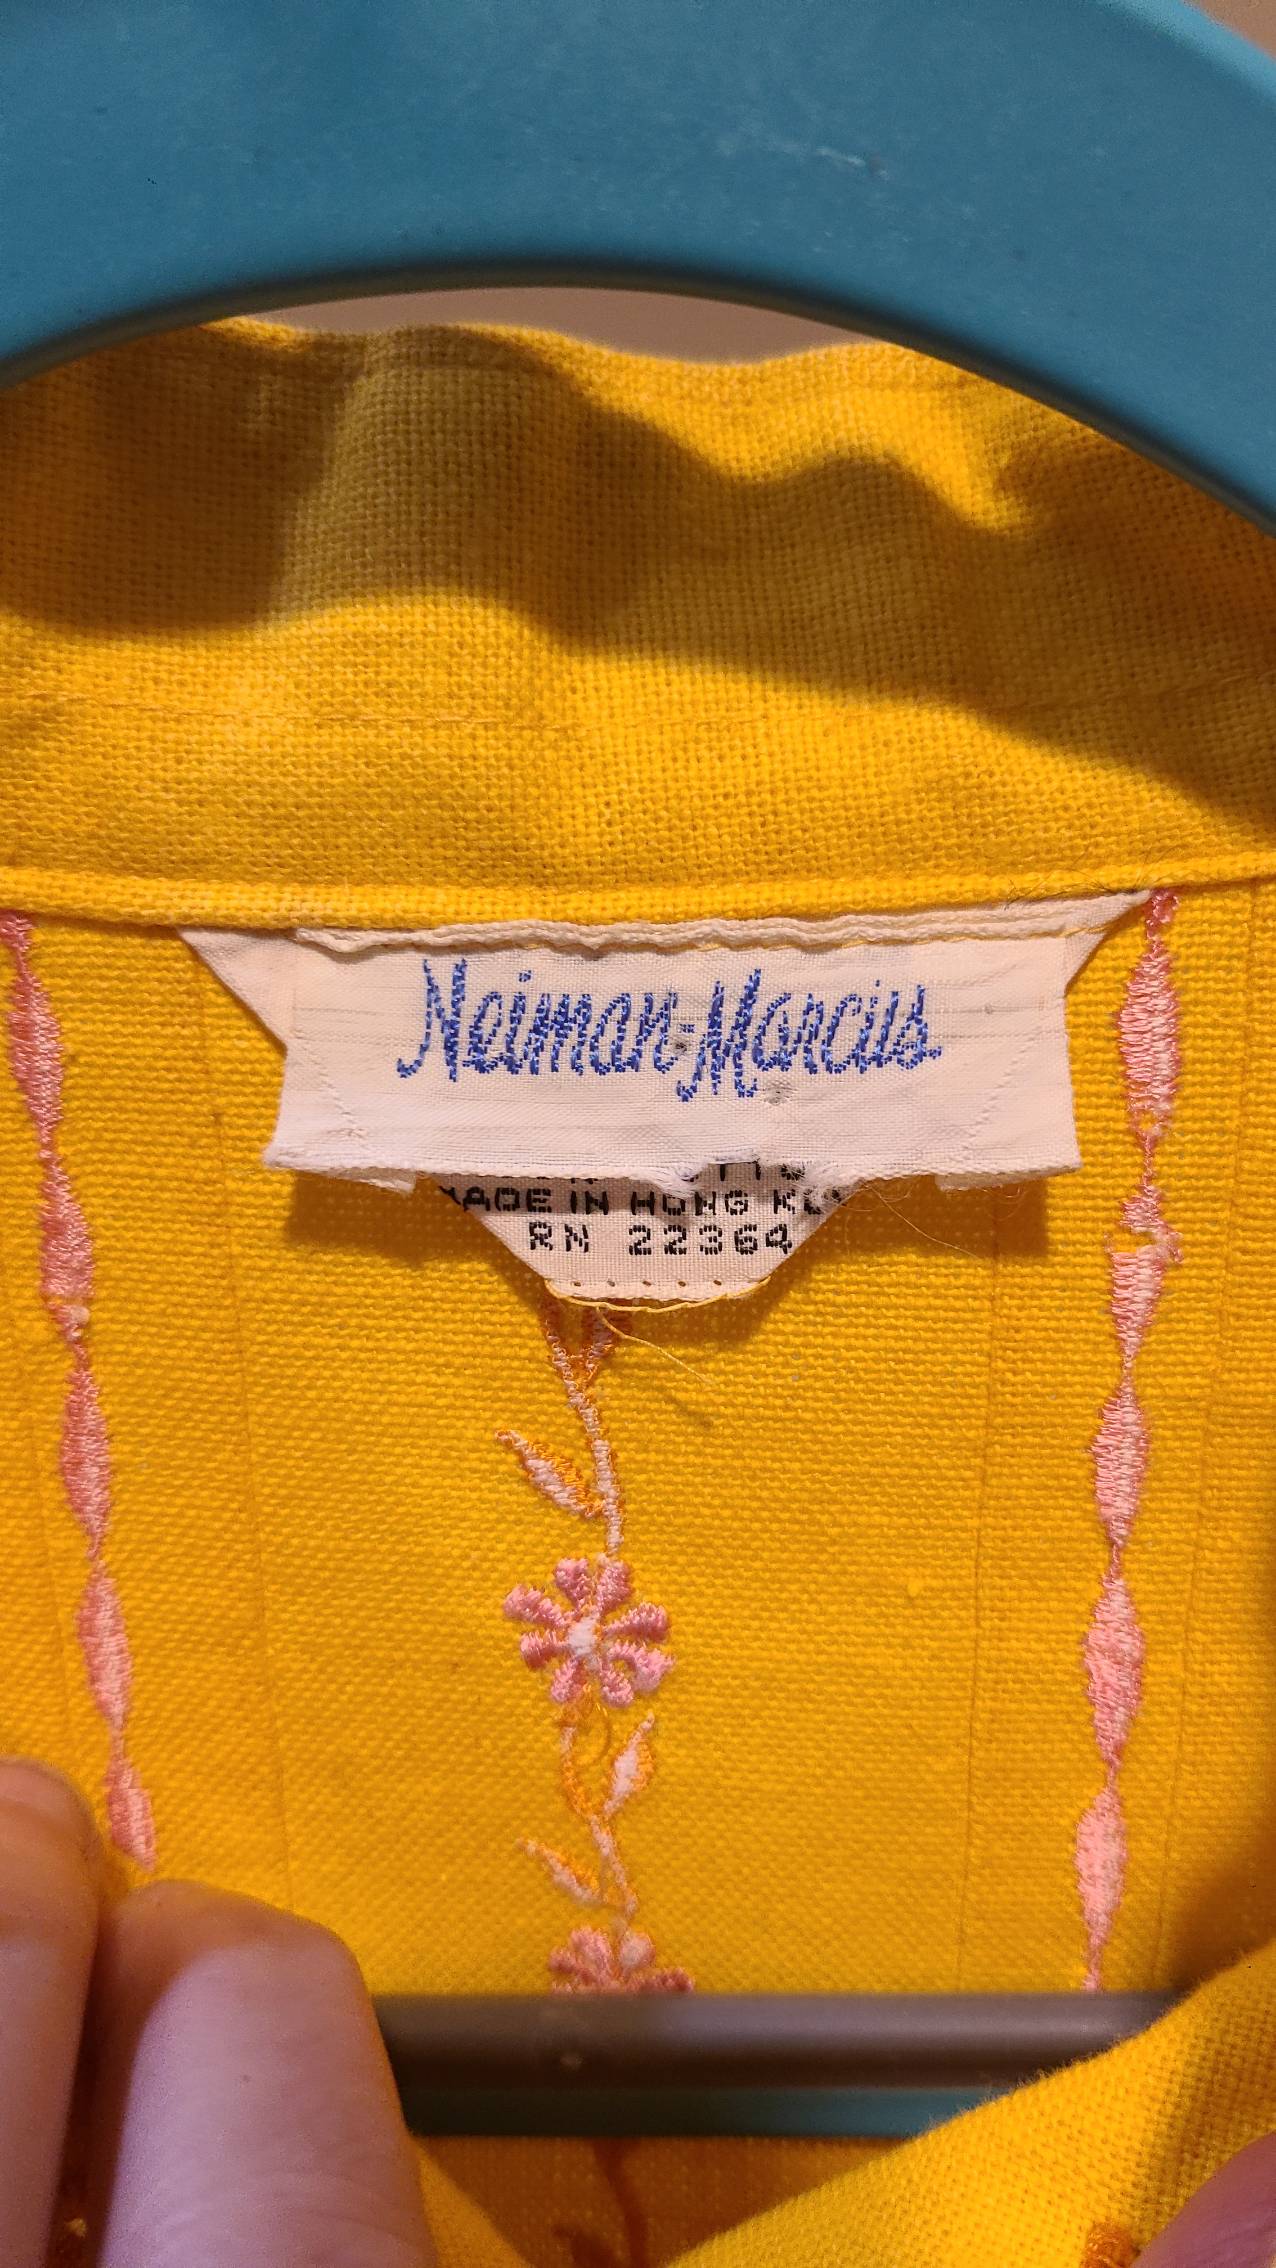 Neiman-Marcus
MADE IN HONG
RN 22364